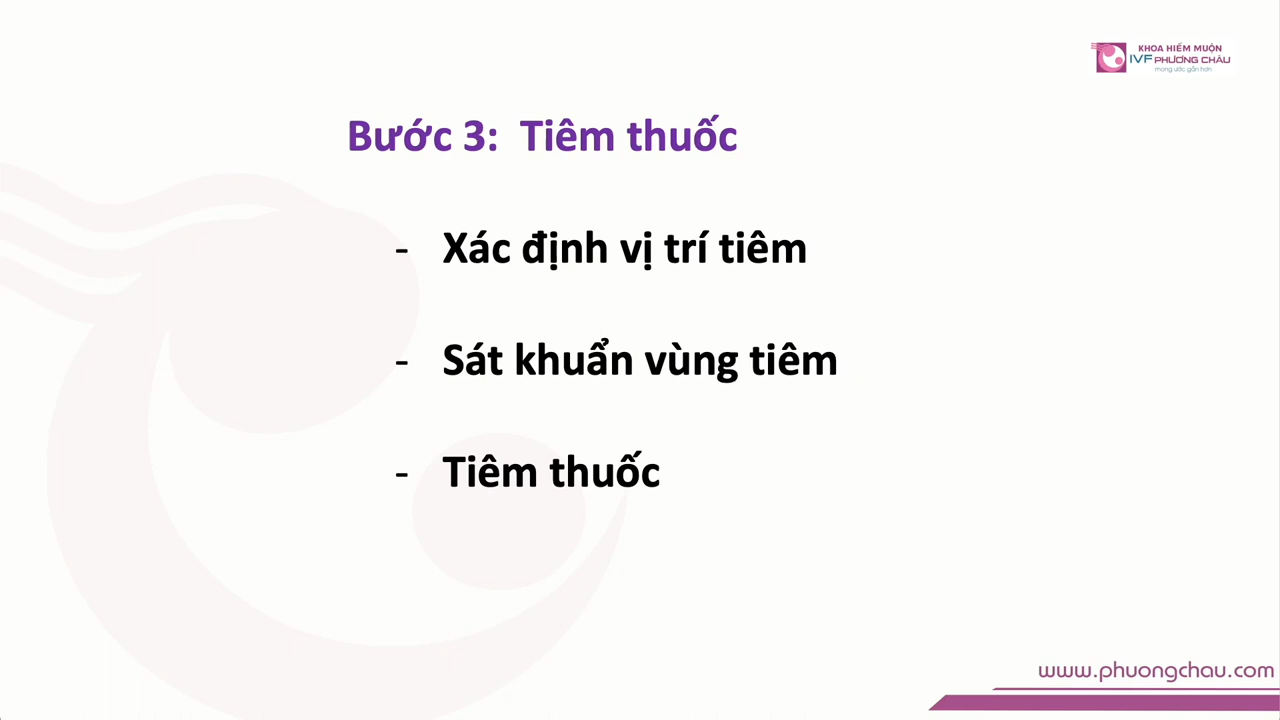 KHOA HIẾM MUỘN
IVF PHƯƠNG CHÂU
mong ước gần hơn
Bước 3: Tiêm thuốc
- Xác định vị trí tiêm
- Sát khuẩn vùng tiêm
- Tiêm thuốc
www.phuongchau.com